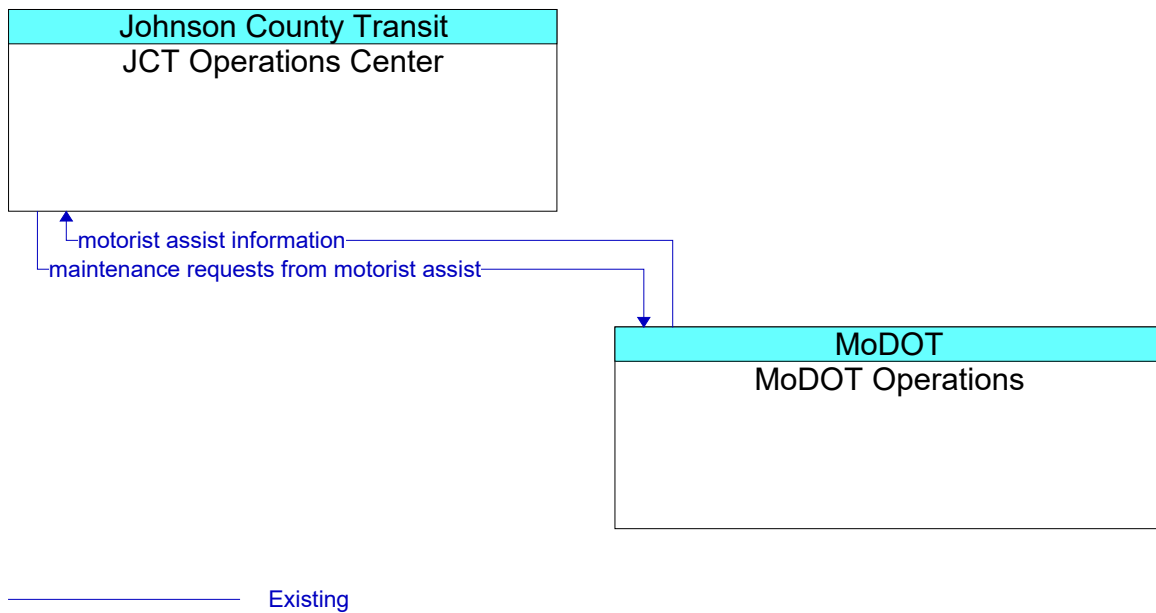 Johnson County Transit
JCT Operations Center
motorist assist information
maintenance requests from motorist assist
MoDOT
MoDOT Operations
Existing